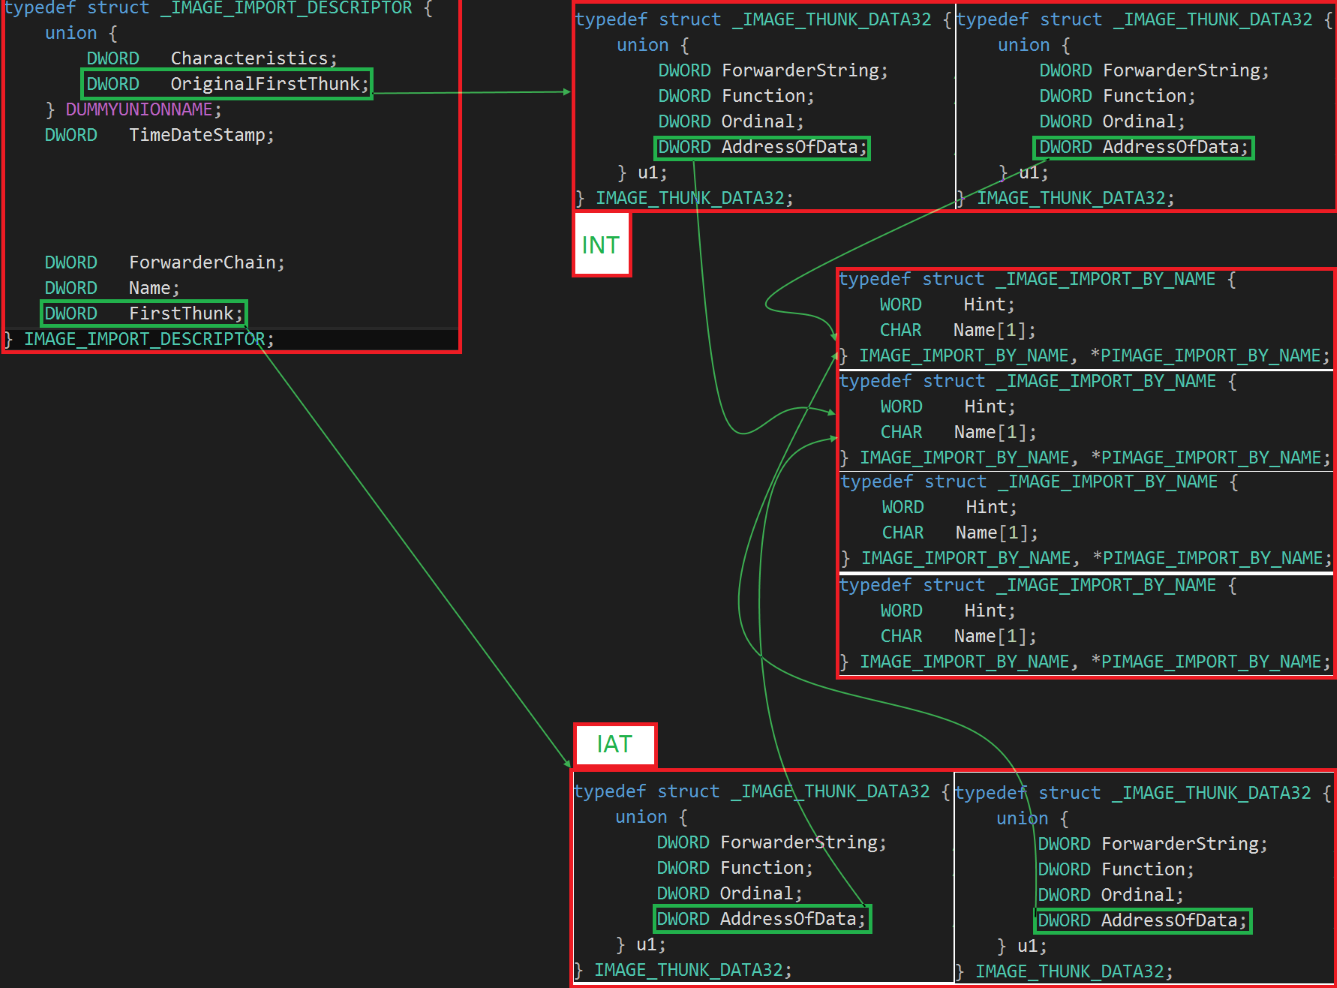 typedef struct _IMAGE_IMPORT_DESCRIPTOR {
union {
DWORD Characteristics;
DWORD OriginalFirstThunk;
} DUMMYUNIONNAME;
DWORD TimeDateStamp;
DWORD ForwarderChain;
DWORD Name;
DWORD FirstThunk;
} IMAGE_IMPORT_DESCRIPTOR;
typedef struct _IMAGE_THUNK_DATA32 {
union {
DWORD ForwarderString;
DWORD Function;
DWORD Ordinal;
DWORD AddressOfData;
} u1;
} IMAGE_THUNK_DATA32;
typedef struct _IMAGE_THUNK_DATA32 {
union {
DWORD ForwarderString;
DWORD Function;
DWORD Ordinal;
DWORD AddressOfData;
} u1;
} IMAGE_THUNK_DATA32;
INT
typedef struct _IMAGE_IMPORT_BY_NAME {
WORD Hint;
CHAR Name[1];
} IMAGE_IMPORT_BY_NAME, *PIMAGE_IMPORT_BY_NAME;
typedef struct _IMAGE_IMPORT_BY_NAME {
WORD Hint;
CHAR Name[1];
} IMAGE_IMPORT_BY_NAME, *PIMAGE_IMPORT_BY_NAME;
typedef struct _IMAGE_IMPORT_BY_NAME {
WORD Hint;
CHAR Name[1];
} IMAGE_IMPORT_BY_NAME, *PIMAGE_IMPORT_BY_NAME;
typedef struct _IMAGE_IMPORT_BY_NAME {
WORD Hint;
CHAR Name[1];
} IMAGE_IMPORT_BY_NAME, *PIMAGE_IMPORT_BY_NAME;
IAT
typedef struct _IMAGE_THUNK_DATA32 {
union {
DWORD ForwarderString;
DWORD Function;
DWORD Ordinal;
DWORD AddressOfData;
} u1;
} IMAGE_THUNK_DATA32;
typedef struct _IMAGE_THUNK_DATA32 {
union {
DWORD ForwarderString;
DWORD Function;
DWORD Ordinal;
DWORD AddressOfData;
} u1;
} IMAGE_THUNK_DATA32;